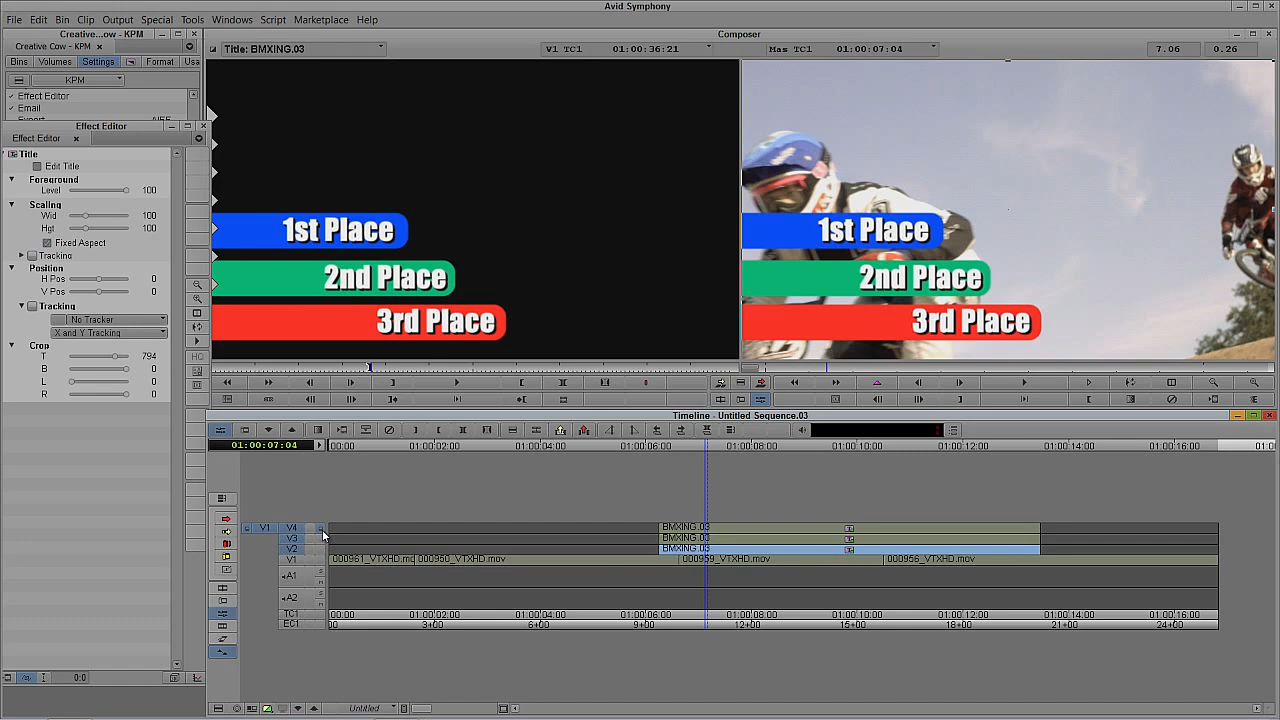 Avid Symphony
File Edit Bin Clip Output Special Tools Windows Script Marketplace Help
Creative...ow - KPM
Composer
Creative Cow - KPM
Title: BMXING.03
V1 TC1 01:00:36:21
Mas TC1 01:00:07:04
7.06 0.26
Bins Volumes Settings Format Usa
KPM
Effect Editor
Email
Effect Editor
Effect Editor
Title
Edit Title
Foreground
Level 100
Scaling
Wid 100
Hgt 100
Fixed Aspect
Tracking
Position
H Pos 0
V Pos 0
Tracking
No Tracker
X and Y Tracking
Crop
T 794
B 0
L 0
R 0
HQ
0:0
1st Place
2nd Place
3rd Place
1st Place
2nd Place
3rd Place
Timeline - Untitled Sequence.03
01:00:07:04
00:00 01:00:02:00 01:00:04:00 01:00:06:00 01:00:08:00 01:00:10:00 01:00:12:00 01:00:14:00 01:00:16:00 01:0
V1 V4 BMXING.03
V3 BMXING.03
V2 BMXING.03
V1 000961_VTXHD.mo 000950_VTXHD.mov 000959_VTXHD.mov 000956_VTXHD.mov
A1
A2
TC1 00:00 01:00:02:00 01:00:04:00 01:00:06:00 01:00:08:00 01:00:10:00 01:00:12:00 01:00:14:00 01:00:16:00
EC1 00 3+00 6+00 9+00 12+00 15+00 18+00 21+00 24+00
Untitled